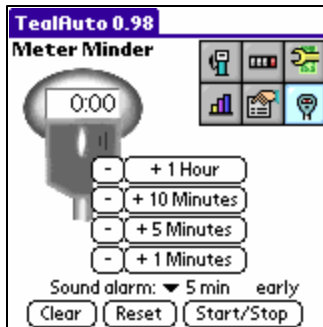 TealAuto 0.98
Meter Minder
0:00
- + 1 Hour
- + 10 Minutes
- + 5 Minutes
- + 1 Minutes
Sound alarm: 5 min early
Clear Reset Start/Stop